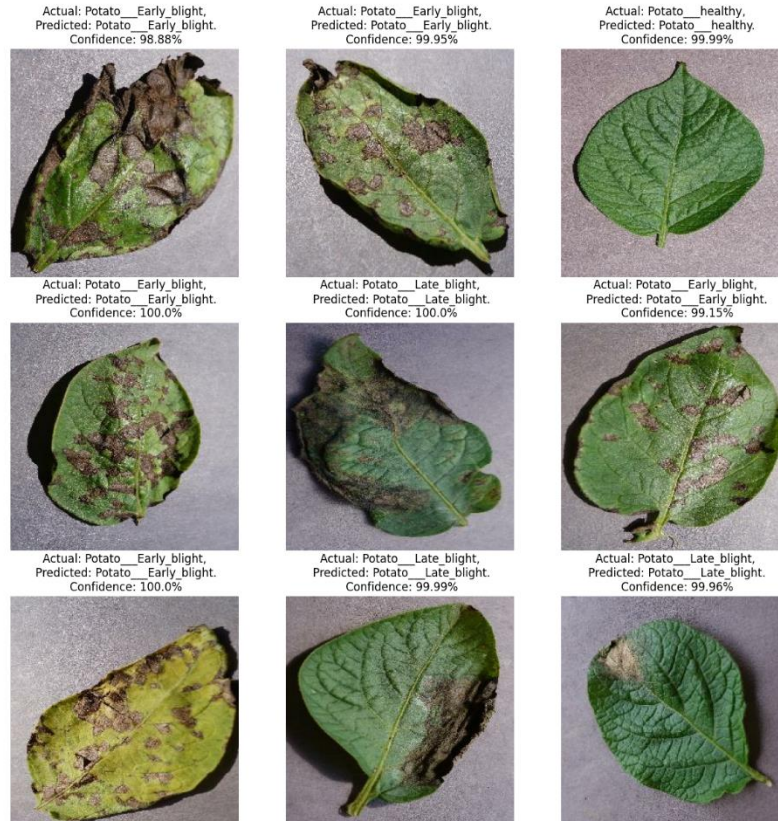 Actual: Potato___Early_blight,
Predicted: Potato___Early_blight.
Confidence: 98.88%
Actual: Potato___Early_blight,
Predicted: Potato___Early_blight.
Confidence: 99.95%
Actual: Potato___healthy,
Predicted: Potato___healthy.
Confidence: 99.99%
Actual: Potato___Early_blight,
Predicted: Potato___Early_blight.
Confidence: 100.0%
Actual: Potato___Late_blight,
Predicted: Potato___Late_blight.
Confidence: 100.0%
Actual: Potato___Early_blight,
Predicted: Potato___Early_blight.
Confidence: 99.15%
Actual: Potato___Early_blight,
Predicted: Potato___Early_blight.
Confidence: 100.0%
Actual: Potato___Late_blight,
Predicted: Potato___Late_blight.
Confidence: 99.99%
Actual: Potato___Late_blight,
Predicted: Potato___Late_blight.
Confidence: 99.96%